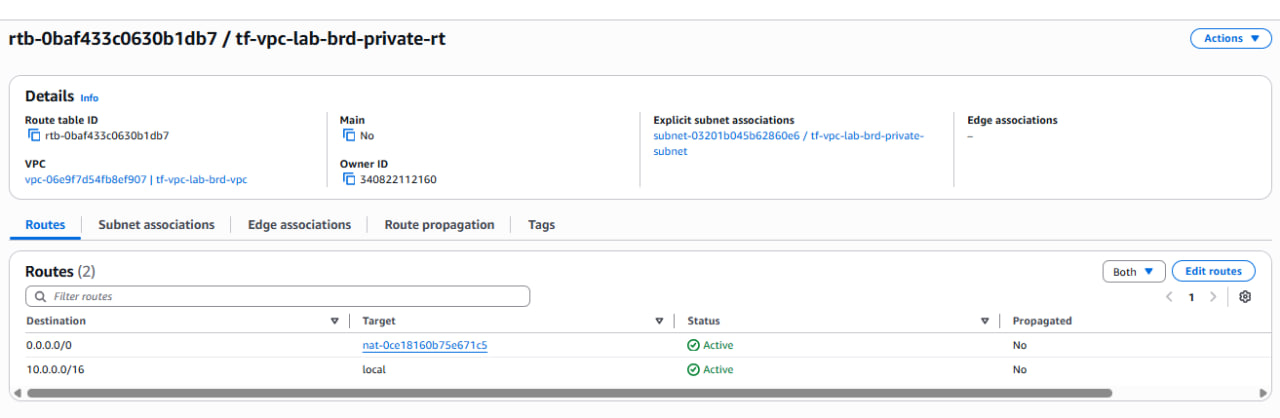 rtb-0baf433c0630b1db7 / tf-vpc-lab-brd-private-rt
Actions
Details Info
Route table ID
rtb-0baf433c0630b1db7
Main
No
Explicit subnet associations
subnet-03201b045b62860e6 / tf-vpc-lab-brd-private-
subnet
Edge associations
–
VPC
vpc-06e9f7d54fb8ef907 | tf-vpc-lab-brd-vpc
Owner ID
340822112160
Routes
Subnet associations
Edge associations
Route propagation
Tags
Routes (2)
Both
Edit routes
Filter routes
1
Destination Target Status Propagated
0.0.0.0/0 nat-0ce18160b75e671c5 Active No
10.0.0.0/16 local Active No